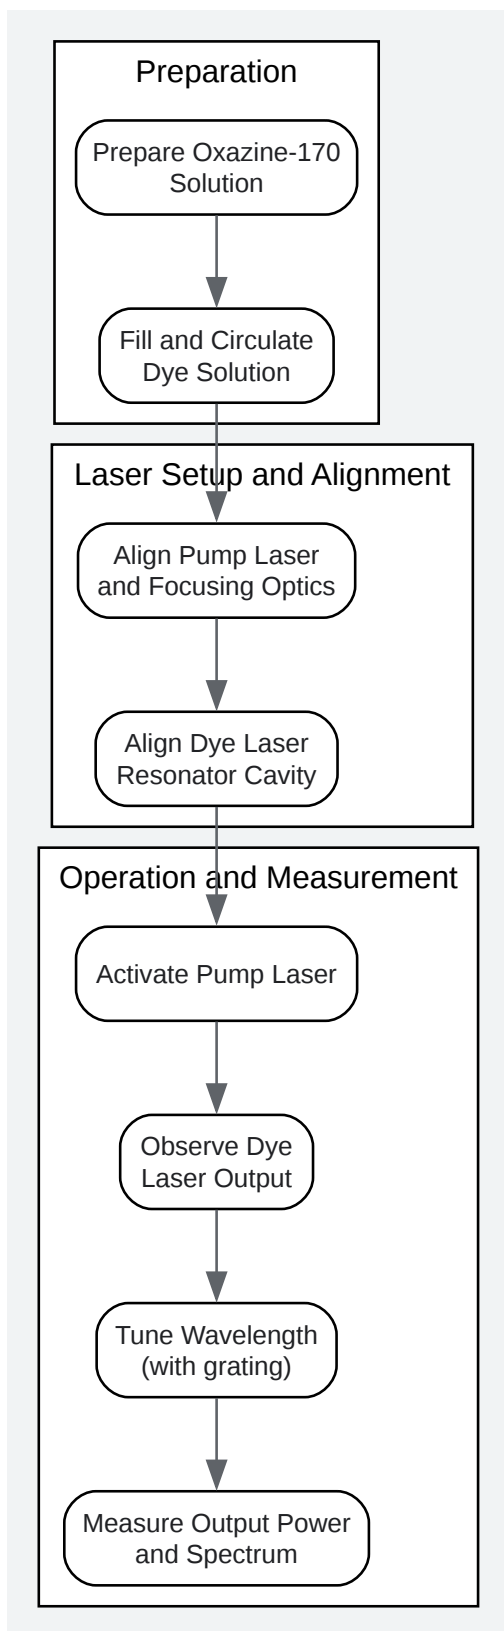 Preparation
Prepare Oxazine-170
Solution
Fill and Circulate
Dye Solution
Laser Setup and Alignment
Align Pump Laser
and Focusing Optics
Align Dye Laser
Resonator Cavity
Operation and Measurement
Activate Pump Laser
Observe Dye
Laser Output
Tune Wavelength
(with grating)
Measure Output Power
and Spectrum